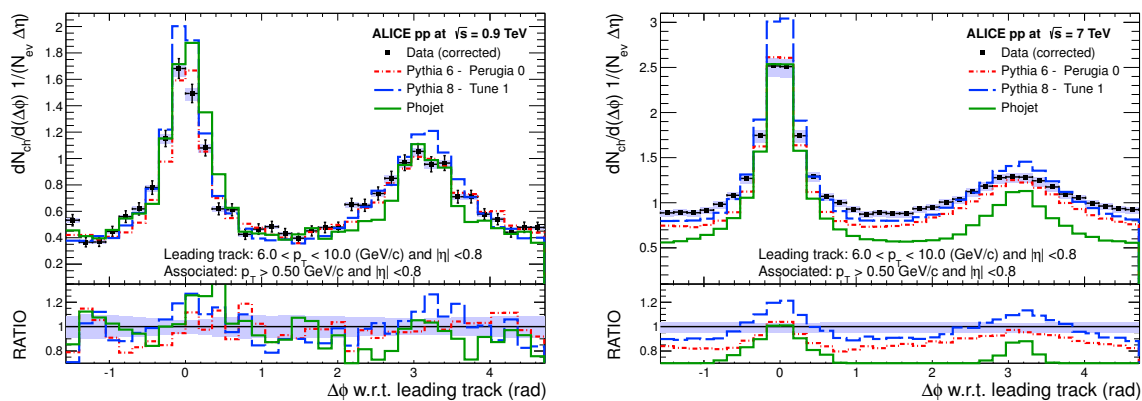 ALICE pp at √s = 0.9 TeV
Data (corrected)
Pythia 6 - Perugia 0
Pythia 8 - Tune 1
Phojet
dN_ch/d(Δϕ) 1/(N_ev Δη)
2
1.8
1.6
1.4
1.2
1
0.8
0.6
0.4
Leading track: 6.0 < p_T < 10.0 (GeV/c) and |η| <0.8
Associated: p_T > 0.50 GeV/c and |η| <0.8
RATIO
1.2
1
0.8
-1 0 1 2 3 4
Δϕ w.r.t. leading track (rad)
ALICE pp at √s = 7 TeV
Data (corrected)
Pythia 6 - Perugia 0
Pythia 8 - Tune 1
Phojet
dN_ch/d(Δϕ) 1/(N_ev Δη)
3
2.5
2
1.5
1
0.5
Leading track: 6.0 < p_T < 10.0 (GeV/c) and |η| <0.8
Associated: p_T > 0.50 GeV/c and |η| <0.8
RATIO
1.2
1
0.8
-1 0 1 2 3 4
Δϕ w.r.t. leading track (rad)